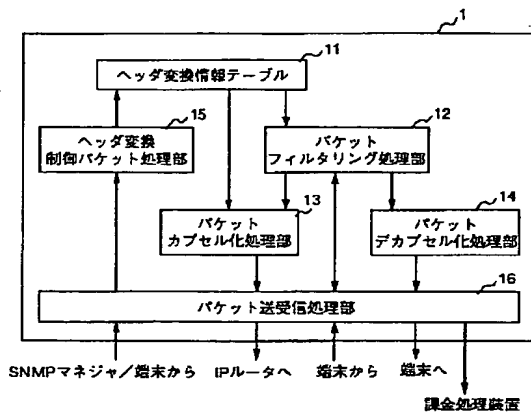 1
11
ヘッダ変換情報テーブル
15
ヘッダ変換
制御パケット処理部
12
パケット
フィルタリング処理部
13
パケット
カプセル化処理部
14
パケット
デカプセル化処理部
16
パケット送受信処理部
SNMPマネジャ/端末から
IPルータへ
端末から
端末へ
課金処理装置